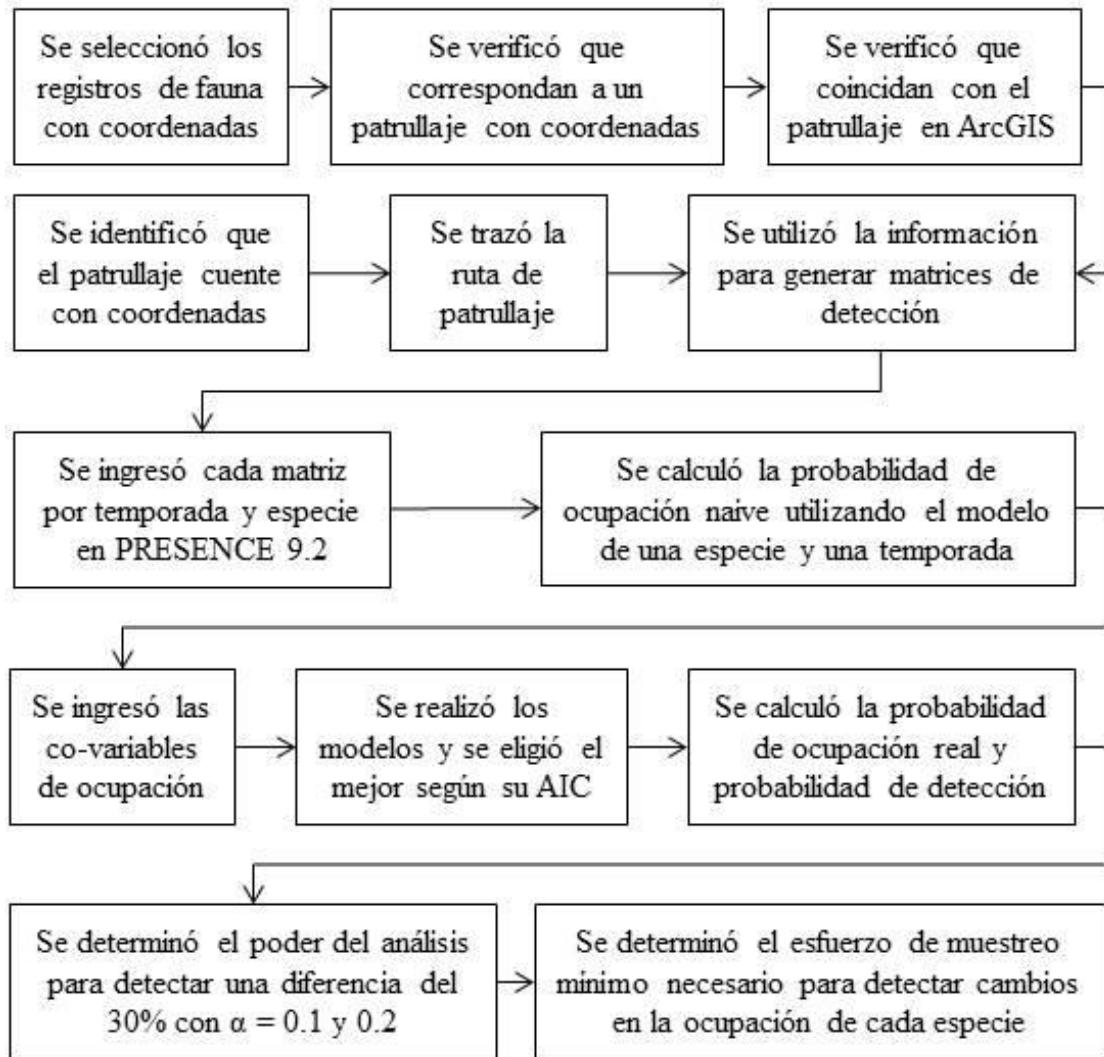 Se seleccionó los
registros de fauna
con coordenadas
Se verificó que
correspondan a un
patrullaje con coordenadas
Se verificó que
coincidan con el
patrullaje en ArcGIS
Se identificó que
el patrullaje cuente
con coordenadas
Se trazó la
ruta de
patrullaje
Se utilizó la información
para generar matrices de
detección
Se ingresó cada matriz
por temporada y especie
en PRESENCE 9.2
Se calculó la probabilidad de
ocupación naive utilizando el modelo
de una especie y una temporada
Se ingresó las
co-variables
de ocupación
Se realizó los
modelos y se eligió el
mejor según su AIC
Se calculó la probabilidad
de ocupación real y
probabilidad de detección
Se determinó el poder del análisis
para detectar una diferencia del
30% con α = 0.1 y 0.2
Se determinó el esfuerzo de muestreo
mínimo necesario para detectar cambios
en la ocupación de cada especie